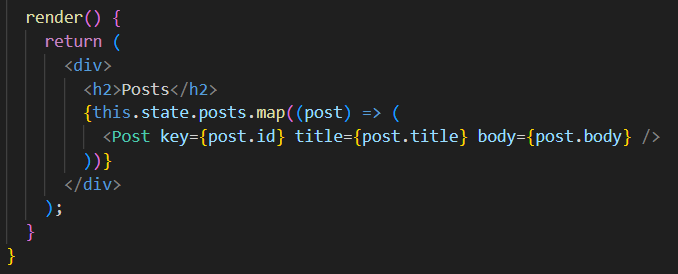 render() {
return (
<div>
<h2>Posts</h2>
{this.state.posts.map((post) => (
<Post key={post.id} title={post.title} body={post.body} />
))}
</div>
);
}
}